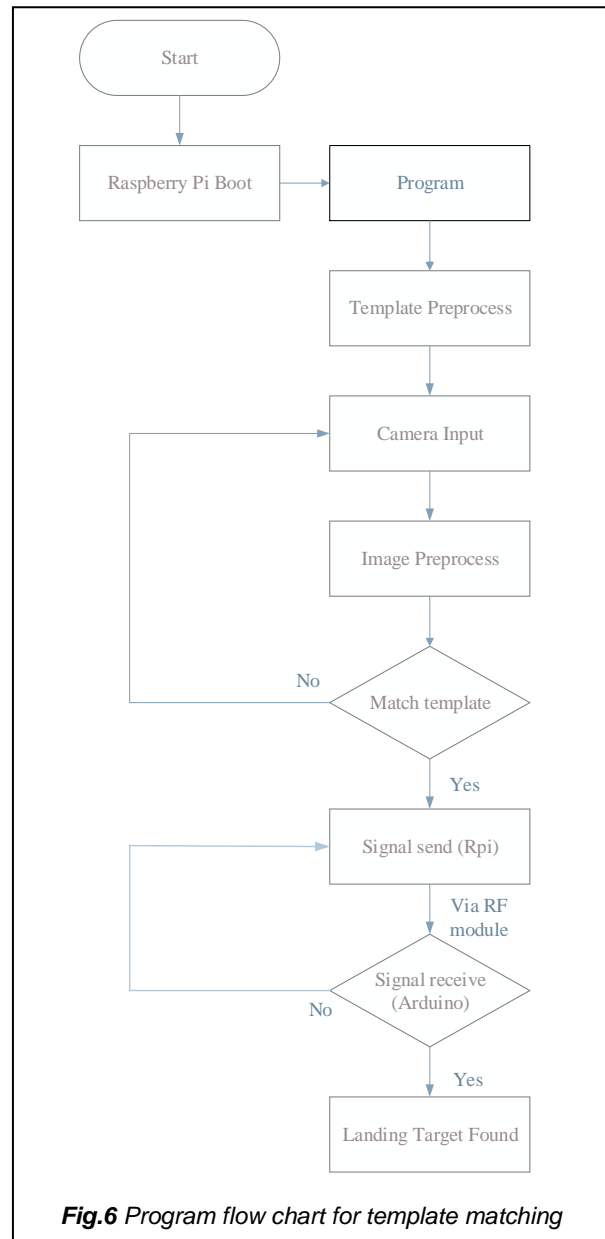 Start
Raspberry Pi Boot
Program
Template Preprocess
Camera Input
Image Preprocess
No
Match template
Yes
Signal send (Rpi)
Via RF
module
Signal receive
(Arduino)
No
Yes
Landing Target Found
Fig.6 Program flow chart for template matching